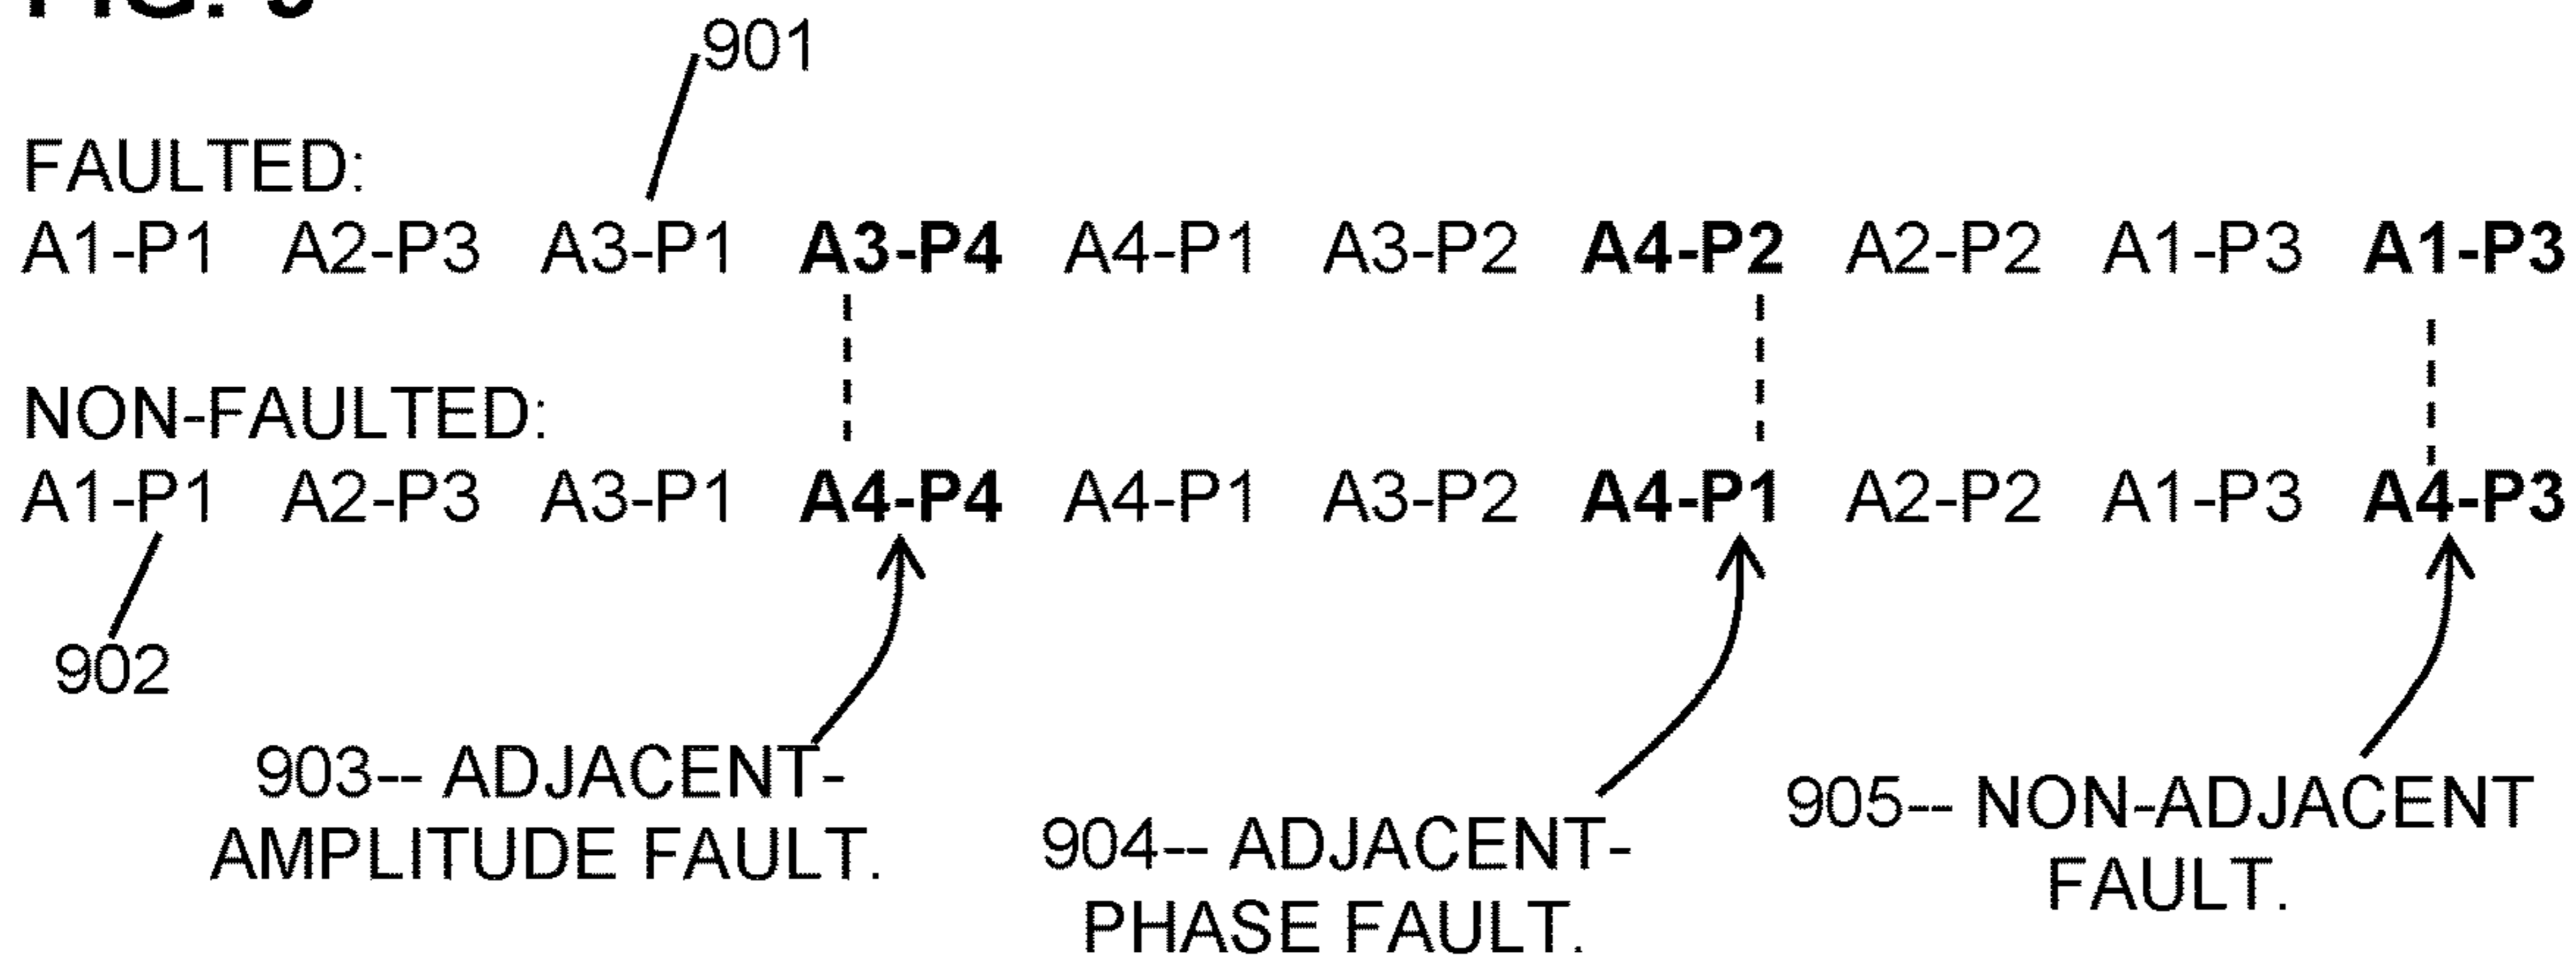 FIG. 9
901
FAULTED:
A1-P1 A2-P3 A3-P1 A3-P4 A4-P1 A3-P2 A4-P2 A2-P2 A1-P3 A1-P3
NON-FAULTED:
A1-P1 A2-P3 A3-P1 A4-P4 A4-P1 A3-P2 A4-P1 A2-P2 A1-P3 A4-P3
902
903-- ADJACENT-
AMPLITUDE FAULT.
904-- ADJACENT-
PHASE FAULT.
905-- NON-ADJACENT
FAULT.